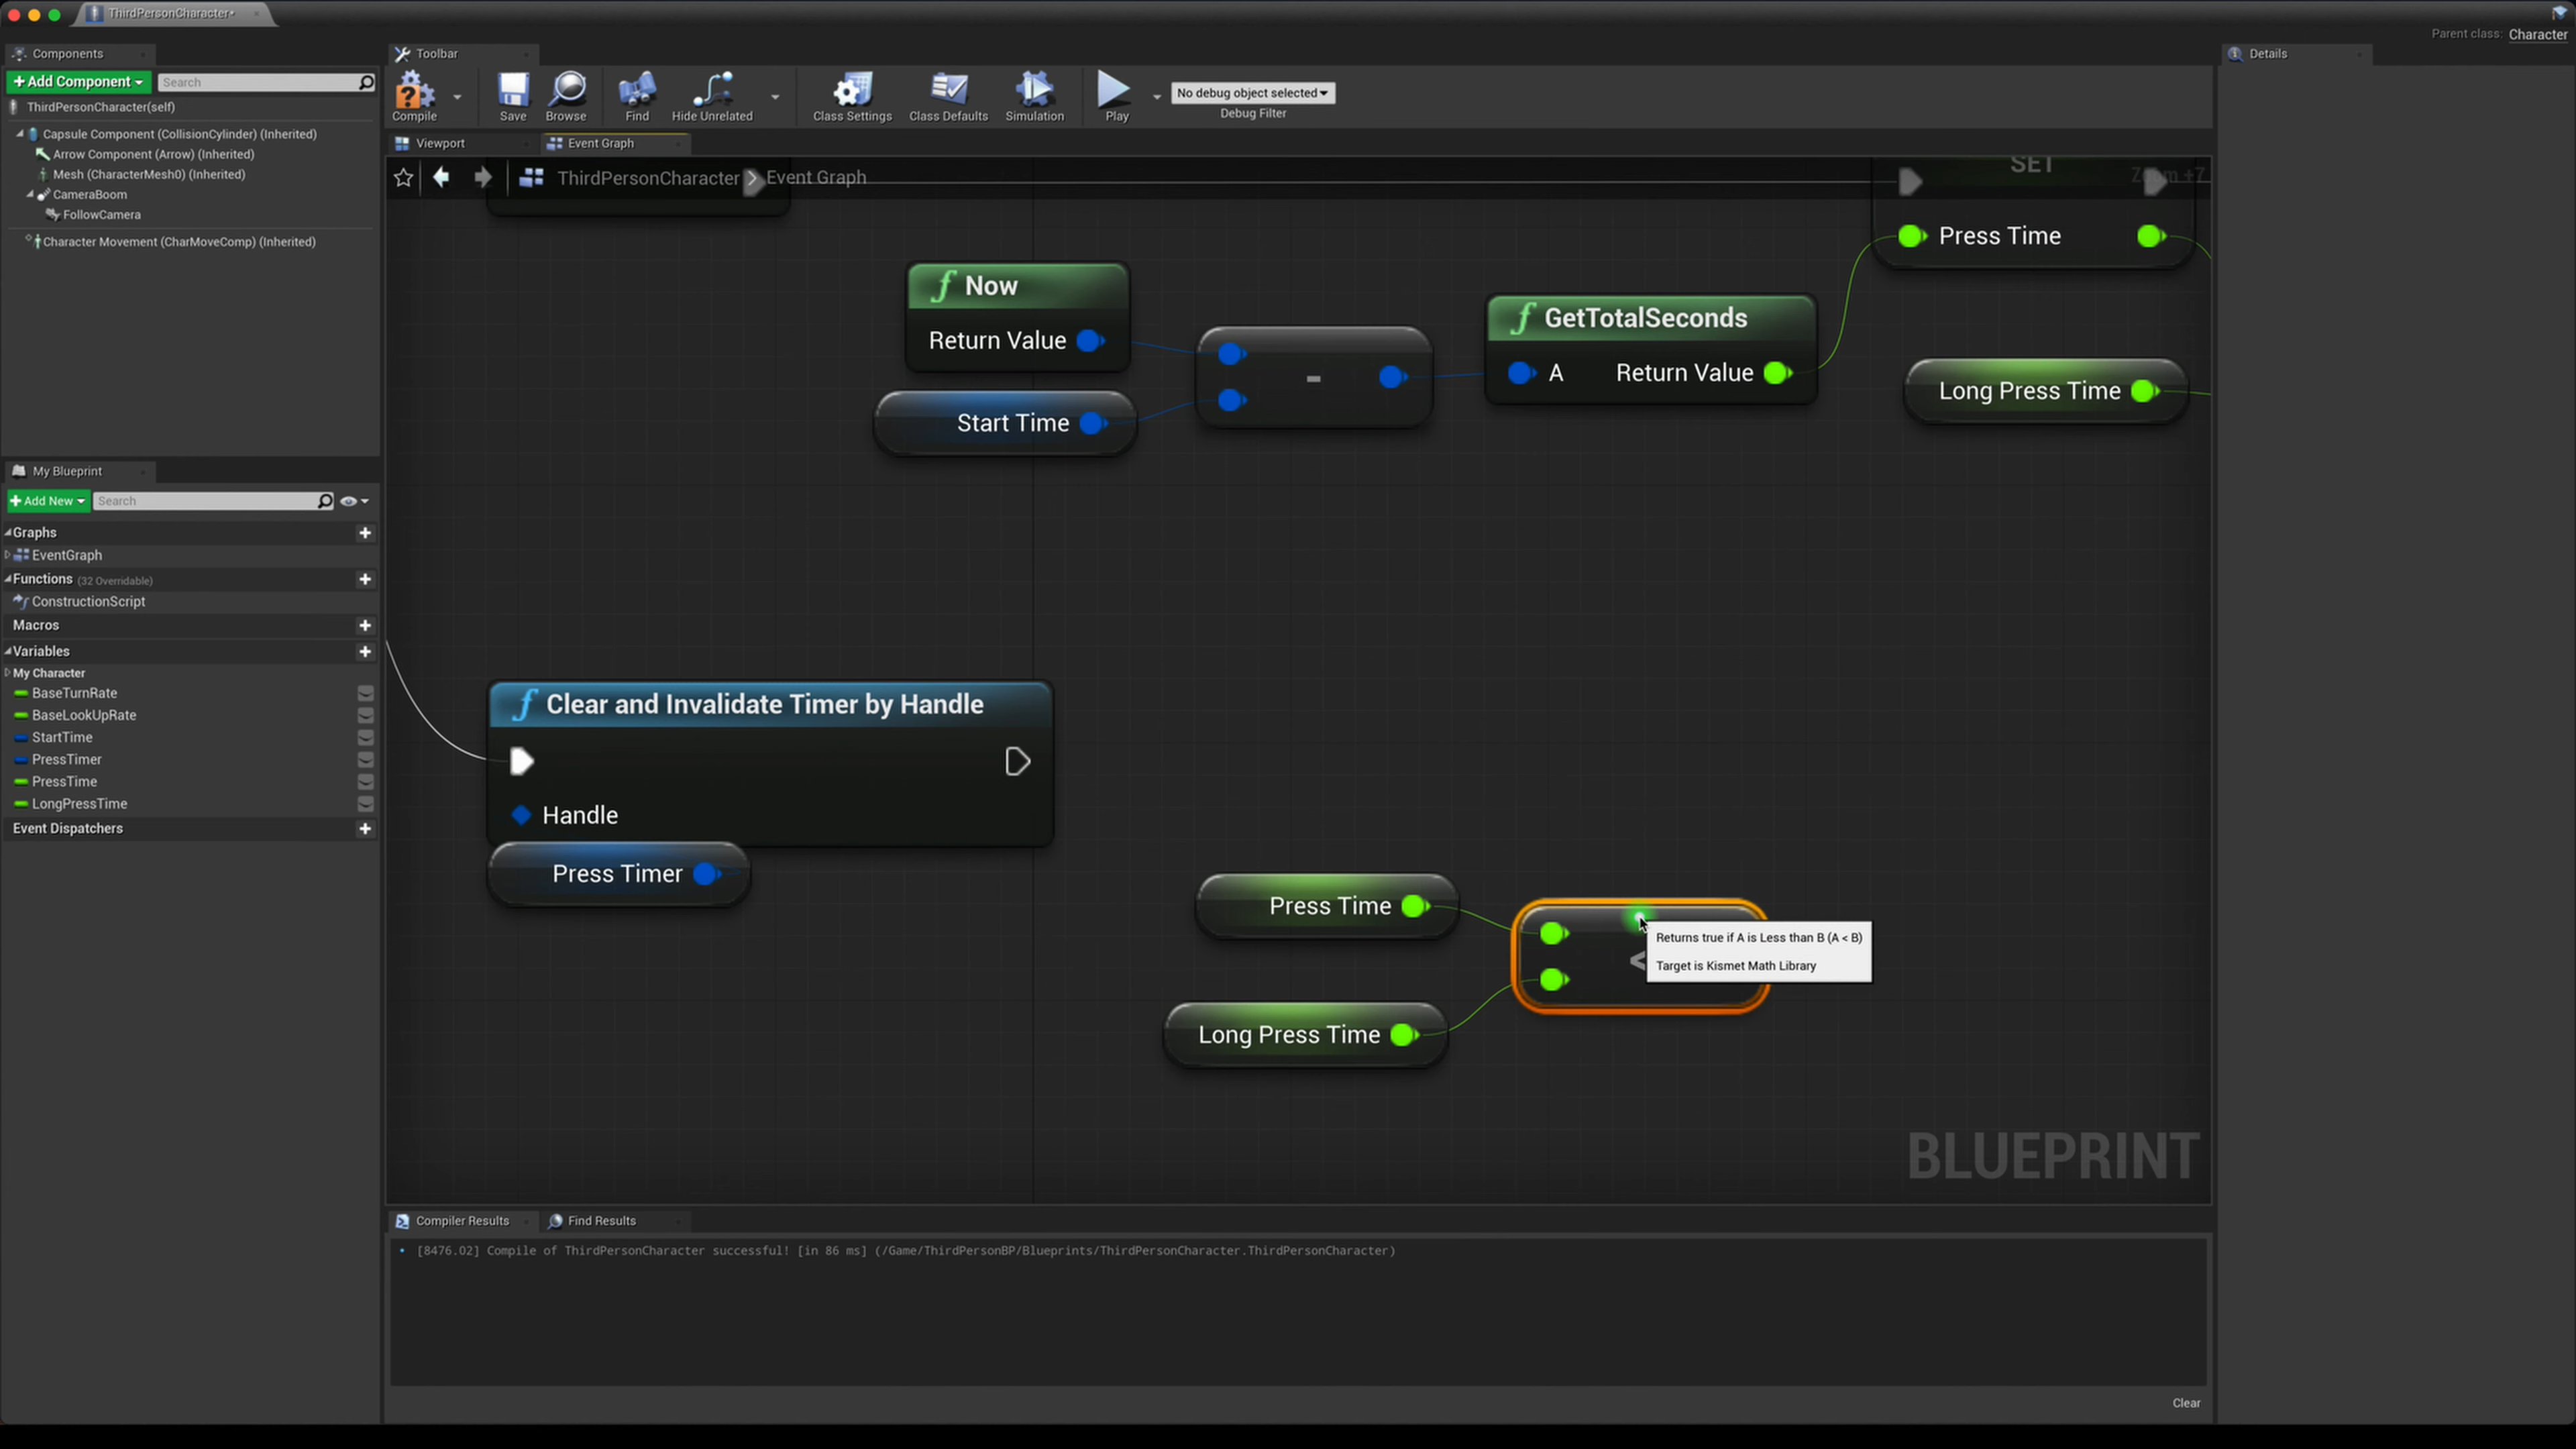 ThirdPersonCharacter•
Parent class: Character
Components
+Add Component
Search
ThirdPersonCharacter(self)
Capsule Component (CollisionCylinder) (Inherited)
Arrow Component (Arrow) (Inherited)
Mesh (CharacterMesh0) (Inherited)
CameraBoom
FollowCamera
Character Movement (CharMoveComp) (Inherited)
My Blueprint
+Add New
Search
Graphs
EventGraph
Functions (32 Overridable)
ConstructionScript
Macros
Variables
My Character
BaseTurnRate
BaseLookUpRate
StartTime
PressTimer
PressTime
LongPressTime
Event Dispatchers
Toolbar
Compile
Save
Browse
Find
Hide Unrelated
Class Settings
Class Defaults
Simulation
Play
No debug object selected
Debug Filter
Viewport
Event Graph
ThirdPersonCharacter > Event Graph
Zoom +7
SET
Press Time
f Now
Return Value
Start Time
-
f GetTotalSeconds
A Return Value
Long Press Time
f Clear and Invalidate Timer by Handle
Handle
Press Timer
Press Time
Long Press Time
<
Returns true if A is Less than B (A < B)
Target is Kismet Math Library
BLUEPRINT
Compiler Results
Find Results
• [8476.02] Compile of ThirdPersonCharacter successful! [in 86 ms] (/Game/ThirdPersonBP/Blueprints/ThirdPersonCharacter.ThirdPersonCharacter)
Clear
Details